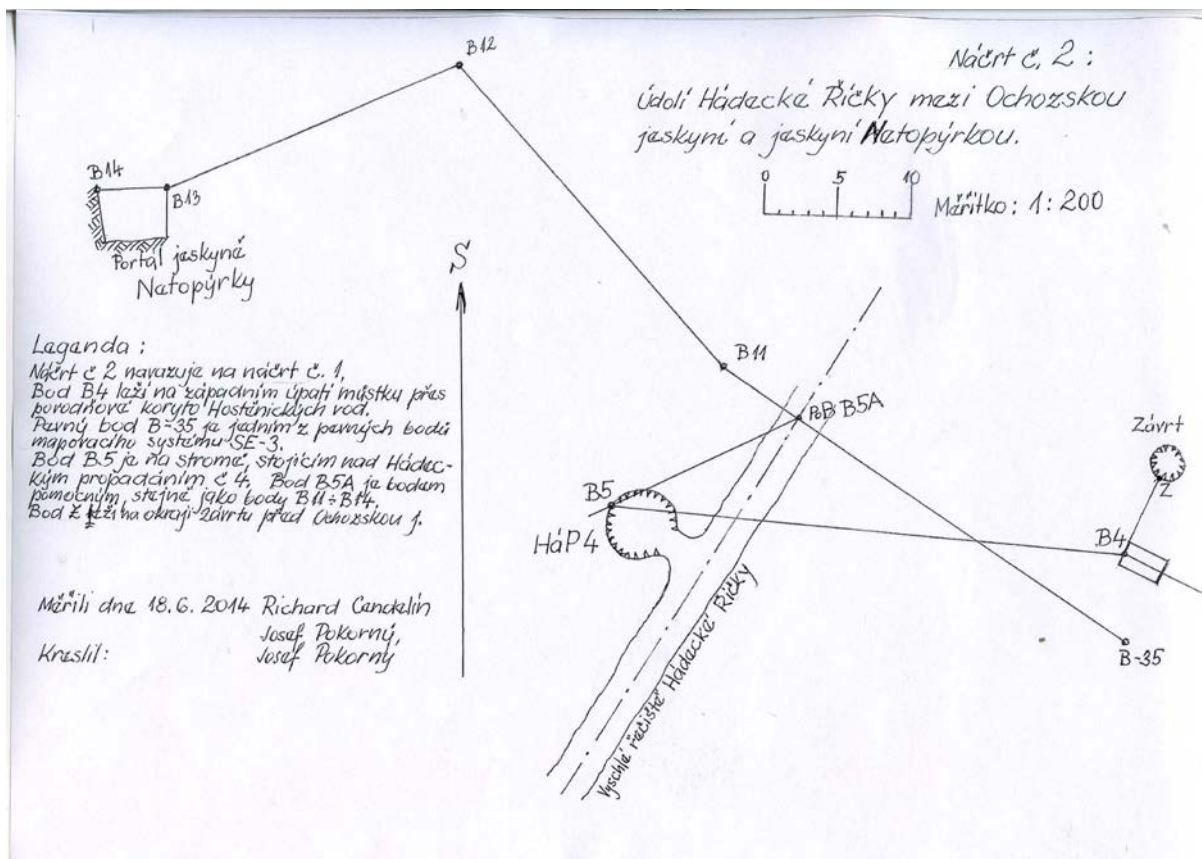 Náčrt č. 2 :
Údolí Hádecké Říčky mezi Ochozskou
jeskyní a jeskyní Netopýrkou.
0 5 10
Měřítko: 1:200
B12
B14
B13
Portál jeskyně
Netopýrky
S
B11
B5A
Závrt
Z
B5
HáP4
B4
B-35
Vyschlé řečiště Hádecké Říčky
Legenda :
Náčrt č 2 navazuje na náčrt č. 1.
Bod B4 leží na západním úpatí můstku přes
povodňové koryto Hostěnických vod.
Pevný bod B-35 je jedním z pevných bodů
mapovacího systému SE-3.
Bod B5 je na stromě, stojícím nad Hádec-
kým propadáním č 4. Bod B5A je bodem
pomocným, stejně jako body B11÷B14.
Bod Z leží na okraji závrtu před Ochozskou j.
Měřili dne 18.6. 2014 Richard Cendelín
Josef Pokorný,
Kreslil: Josef Pokorný